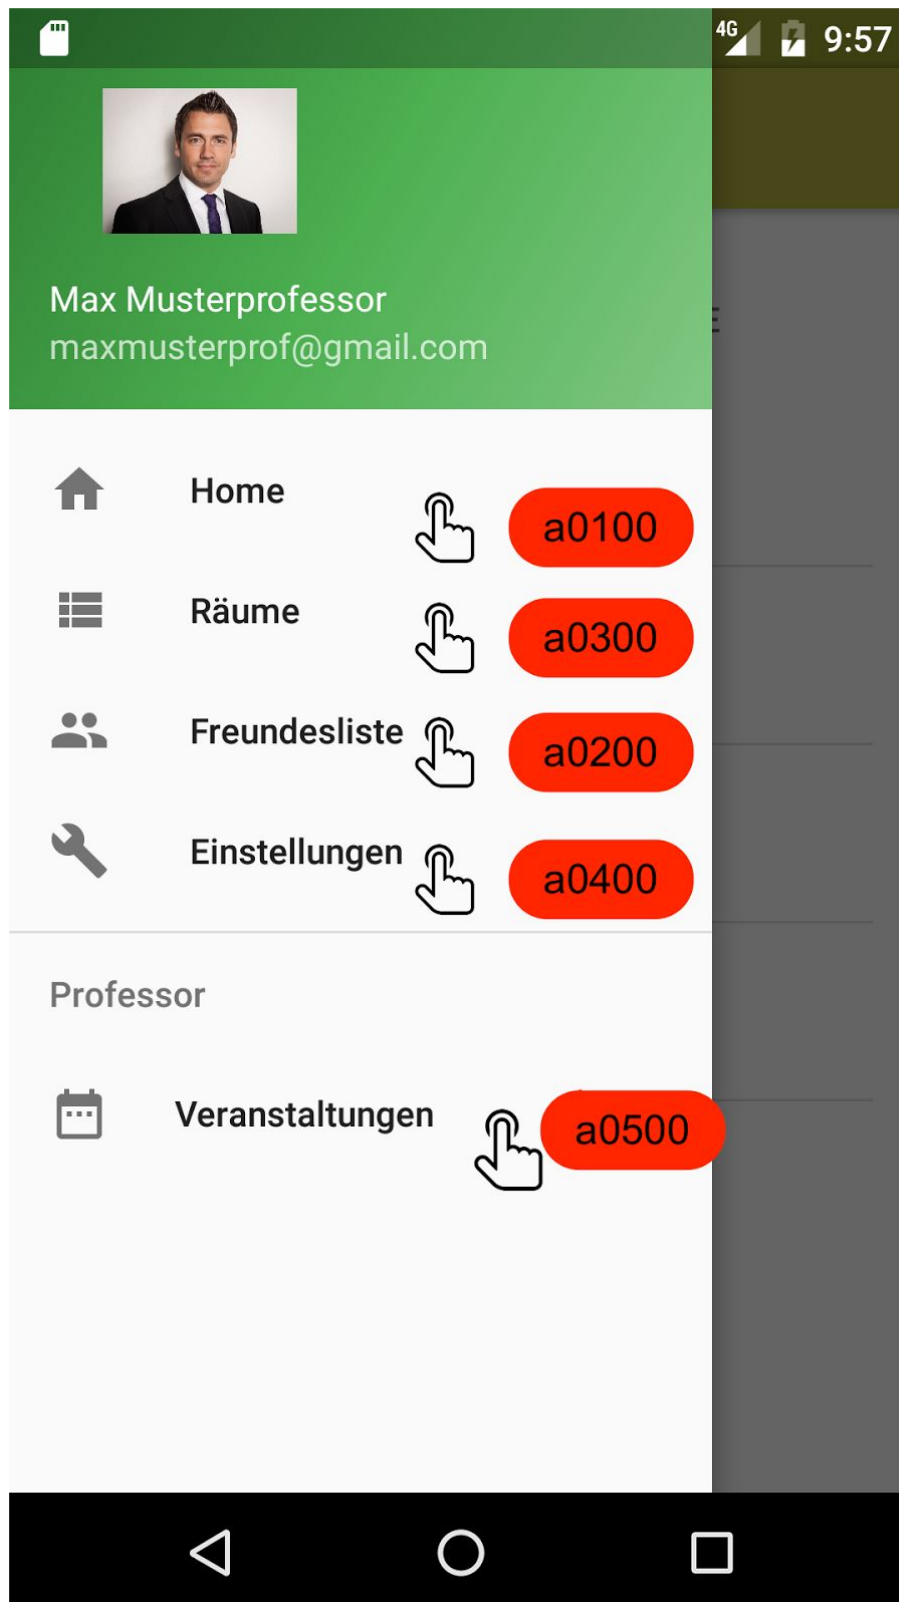 4G 9:57
Max Musterprofessor
maxmusterprof@gmail.com
E
Home a0100
Räume a0300
Freundesliste a0200
Einstellungen a0400
Professor
Veranstaltungen a0500